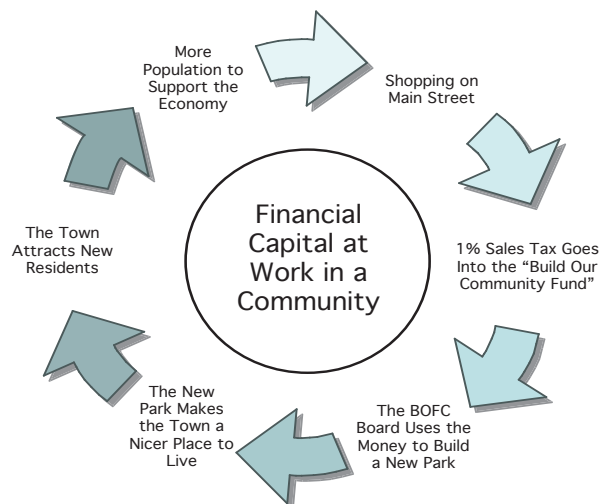 Financial
Capital at
Work in a
Community
Shopping on
Main Street
1% Sales Tax Goes
Into the “Build Our
Community Fund”
The BOFC
Board Uses the
Money to Build
a New Park
The New
Park Makes
the Town a
Nicer Place to
Live
The Town
Attracts New
Residents
More
Population to
Support the
Economy